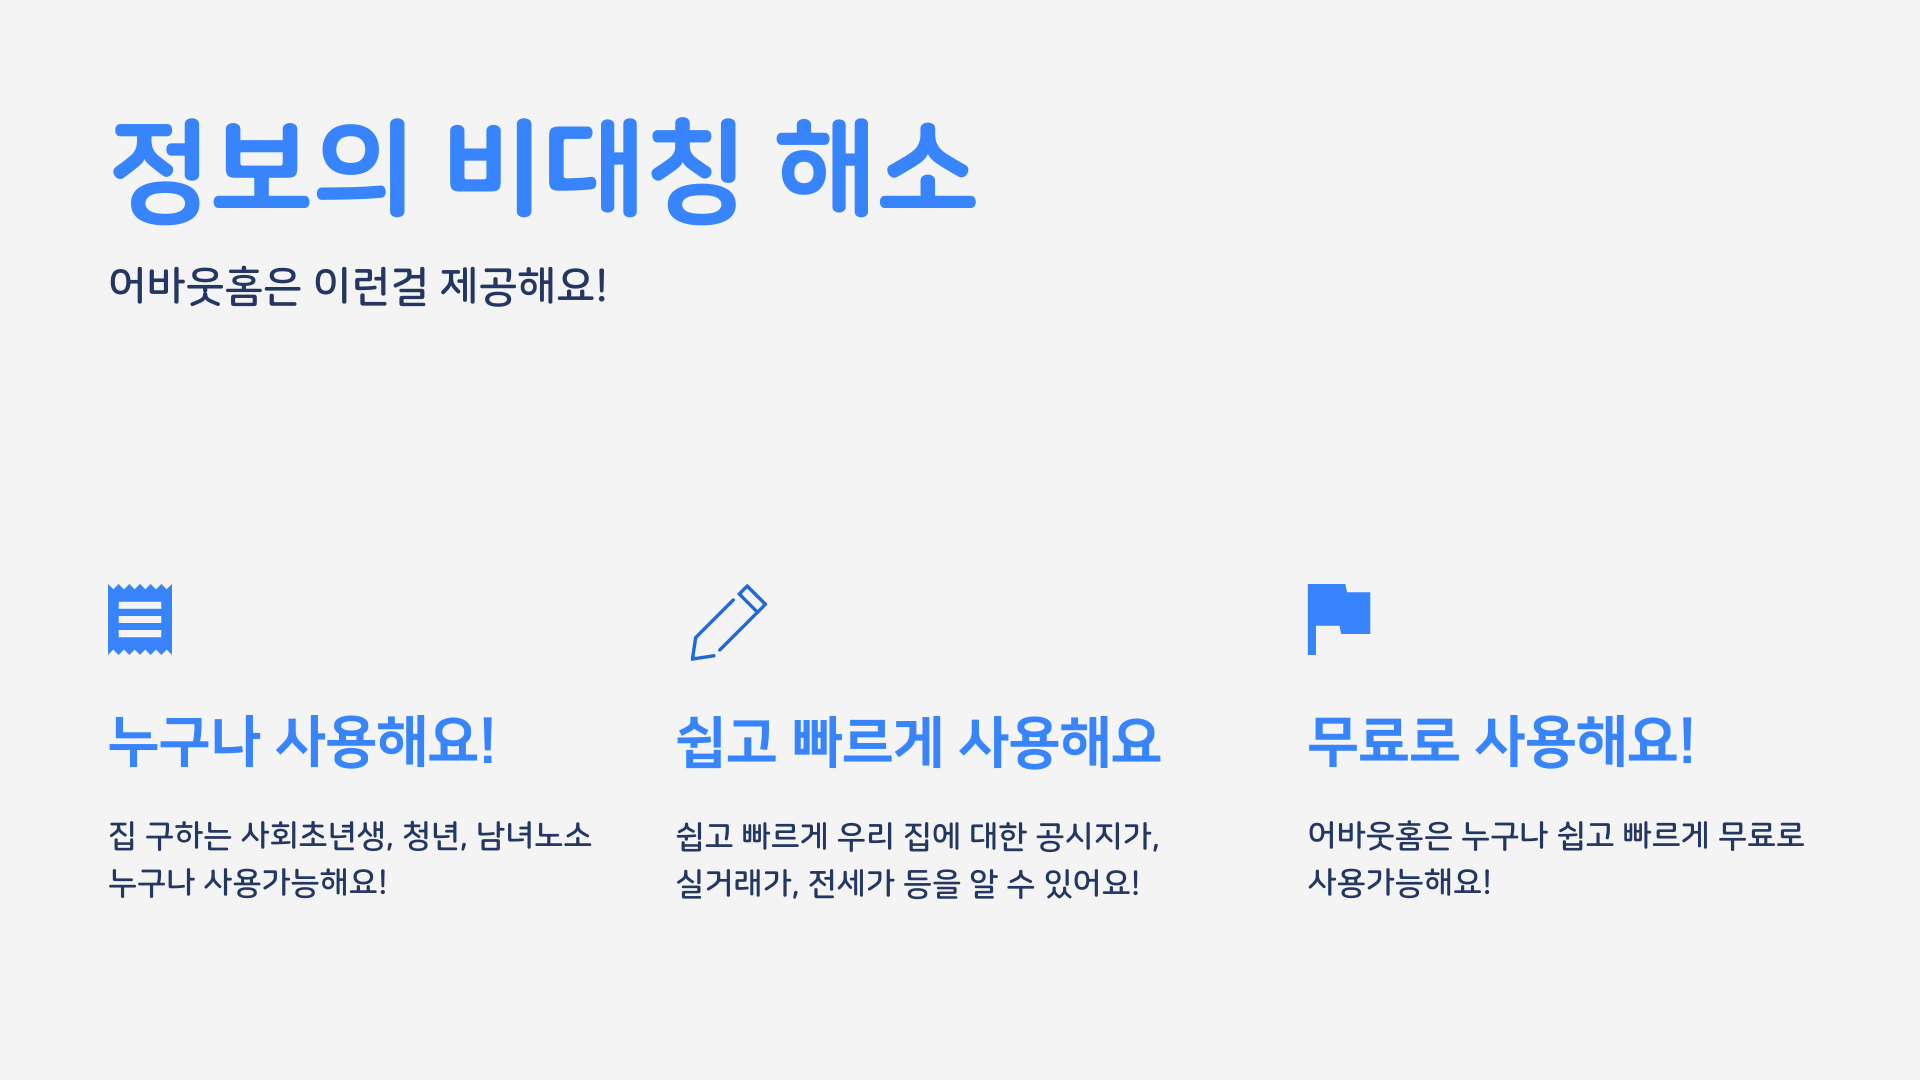 정보의 비대칭 해소
어바웃홈은 이런걸 제공해요!
누구나 사용해요!
집 구하는 사회초년생, 청년, 남녀노소
누구나 사용가능해요!
쉽고 빠르게 사용해요
쉽고 빠르게 우리 집에 대한 공시지가,
실거래가, 전세가 등을 알 수 있어요!
무료로 사용해요!
어바웃홈은 누구나 쉽고 빠르게 무료로
사용가능해요!